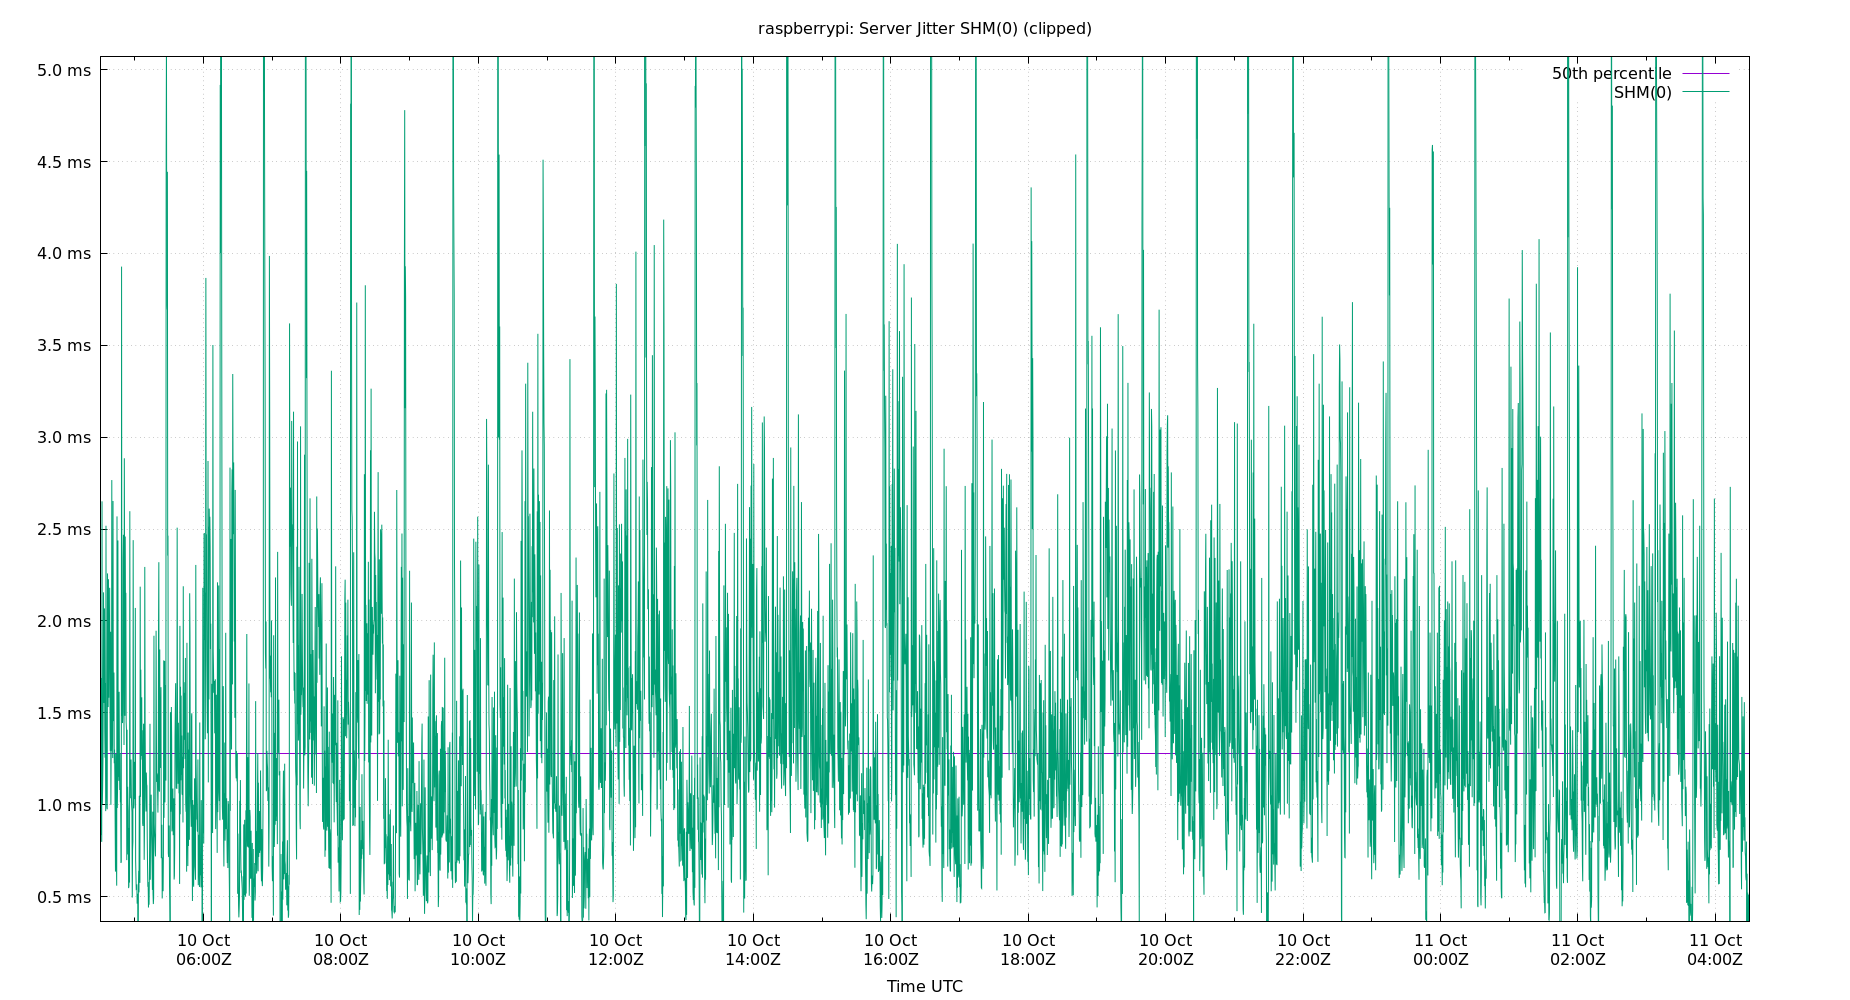 raspberrypi: Server Jitter SHM(0) (clipped)
5.0 ms
4.5 ms
4.0 ms
3.5 ms
3.0 ms
2.5 ms
2.0 ms
1.5 ms
1.0 ms
0.5 ms
50th percentile
SHM(0)
10 Oct 10 Oct 10 Oct 10 Oct 10 Oct 10 Oct 10 Oct 10 Oct 10 Oct 11 Oct 11 Oct 11 Oct
06:00Z 08:00Z 10:00Z 12:00Z 14:00Z 16:00Z 18:00Z 20:00Z 22:00Z 00:00Z 02:00Z 04:00Z
Time UTC